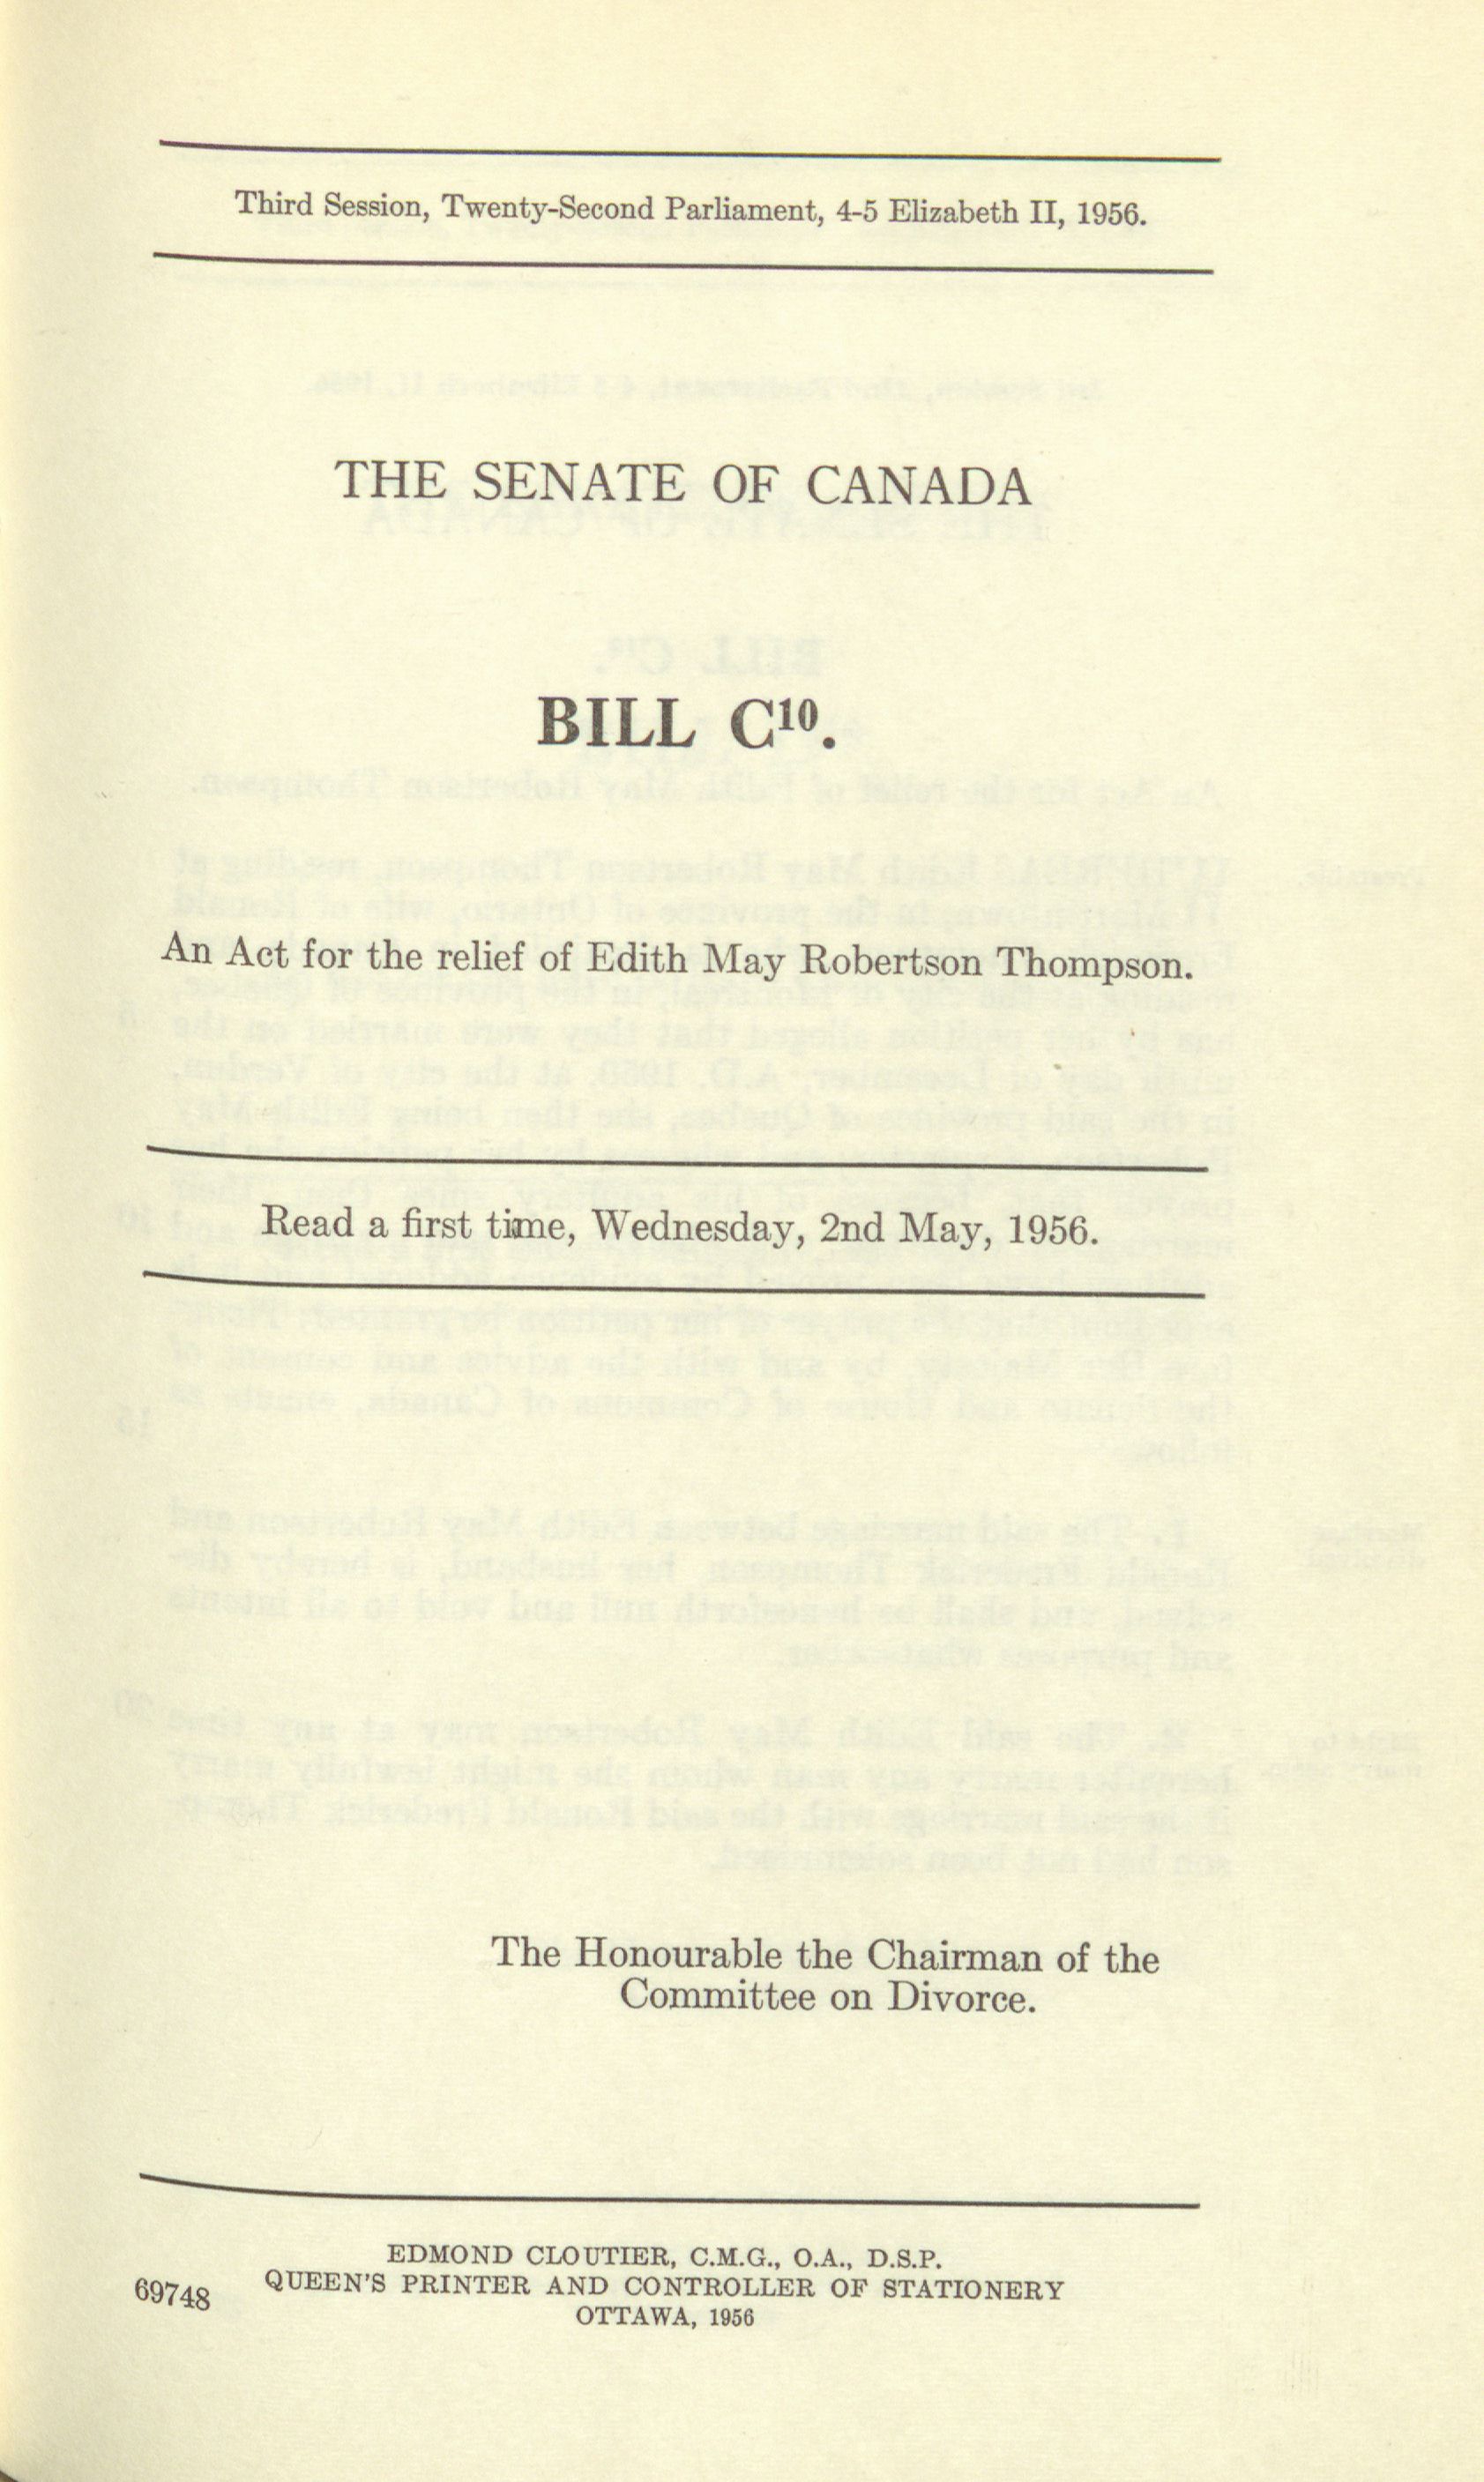 Third Session, Twenty-Second Parliament, 4-5 Elizabeth II, 1956.
THE SENATE OF CANADA
BILL C¹⁰.
An Act for the relief of Edith May Robertson Thompson.
Read a first time, Wednesday, 2nd May, 1956.
The Honourable the Chairman of the
Committee on Divorce.
EDMOND CLOUTIER, C.M.G., O.A., D.S.P.
QUEEN'S PRINTER AND CONTROLLER OF STATIONERY
OTTAWA, 1956
69748